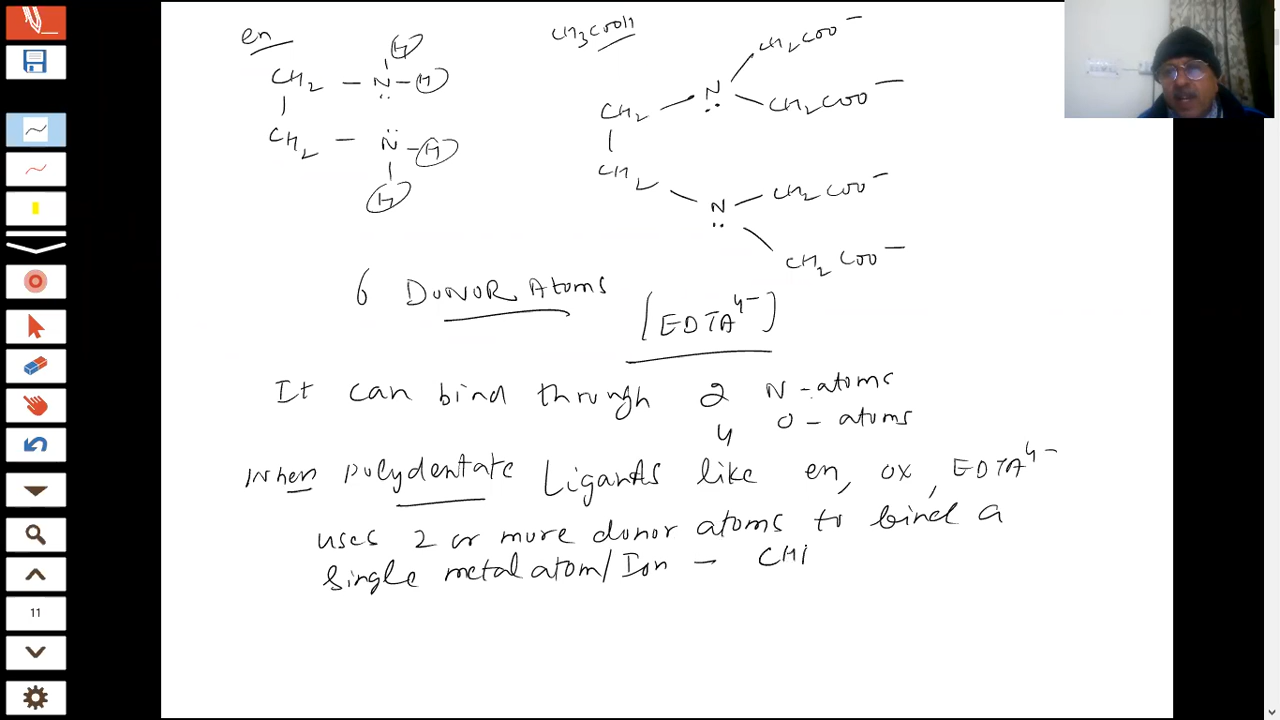 en
CH3COOH
CH2 — N̈ — H
H
CH2 — N̈ — H
H
CH2 — N̈ — CH2COO⁻
CH2COO⁻
CH2 — N̈ — CH2COO⁻
CH2COO⁻
6 DONOR Atoms
[EDTA⁴⁻]
It can bind through 2 N-atoms
4 O-atoms
When polydentate Ligands like en, ox, EDTA⁴⁻
uses 2 or more donor atoms to bind a
single metal atom/Ion — CHi
11